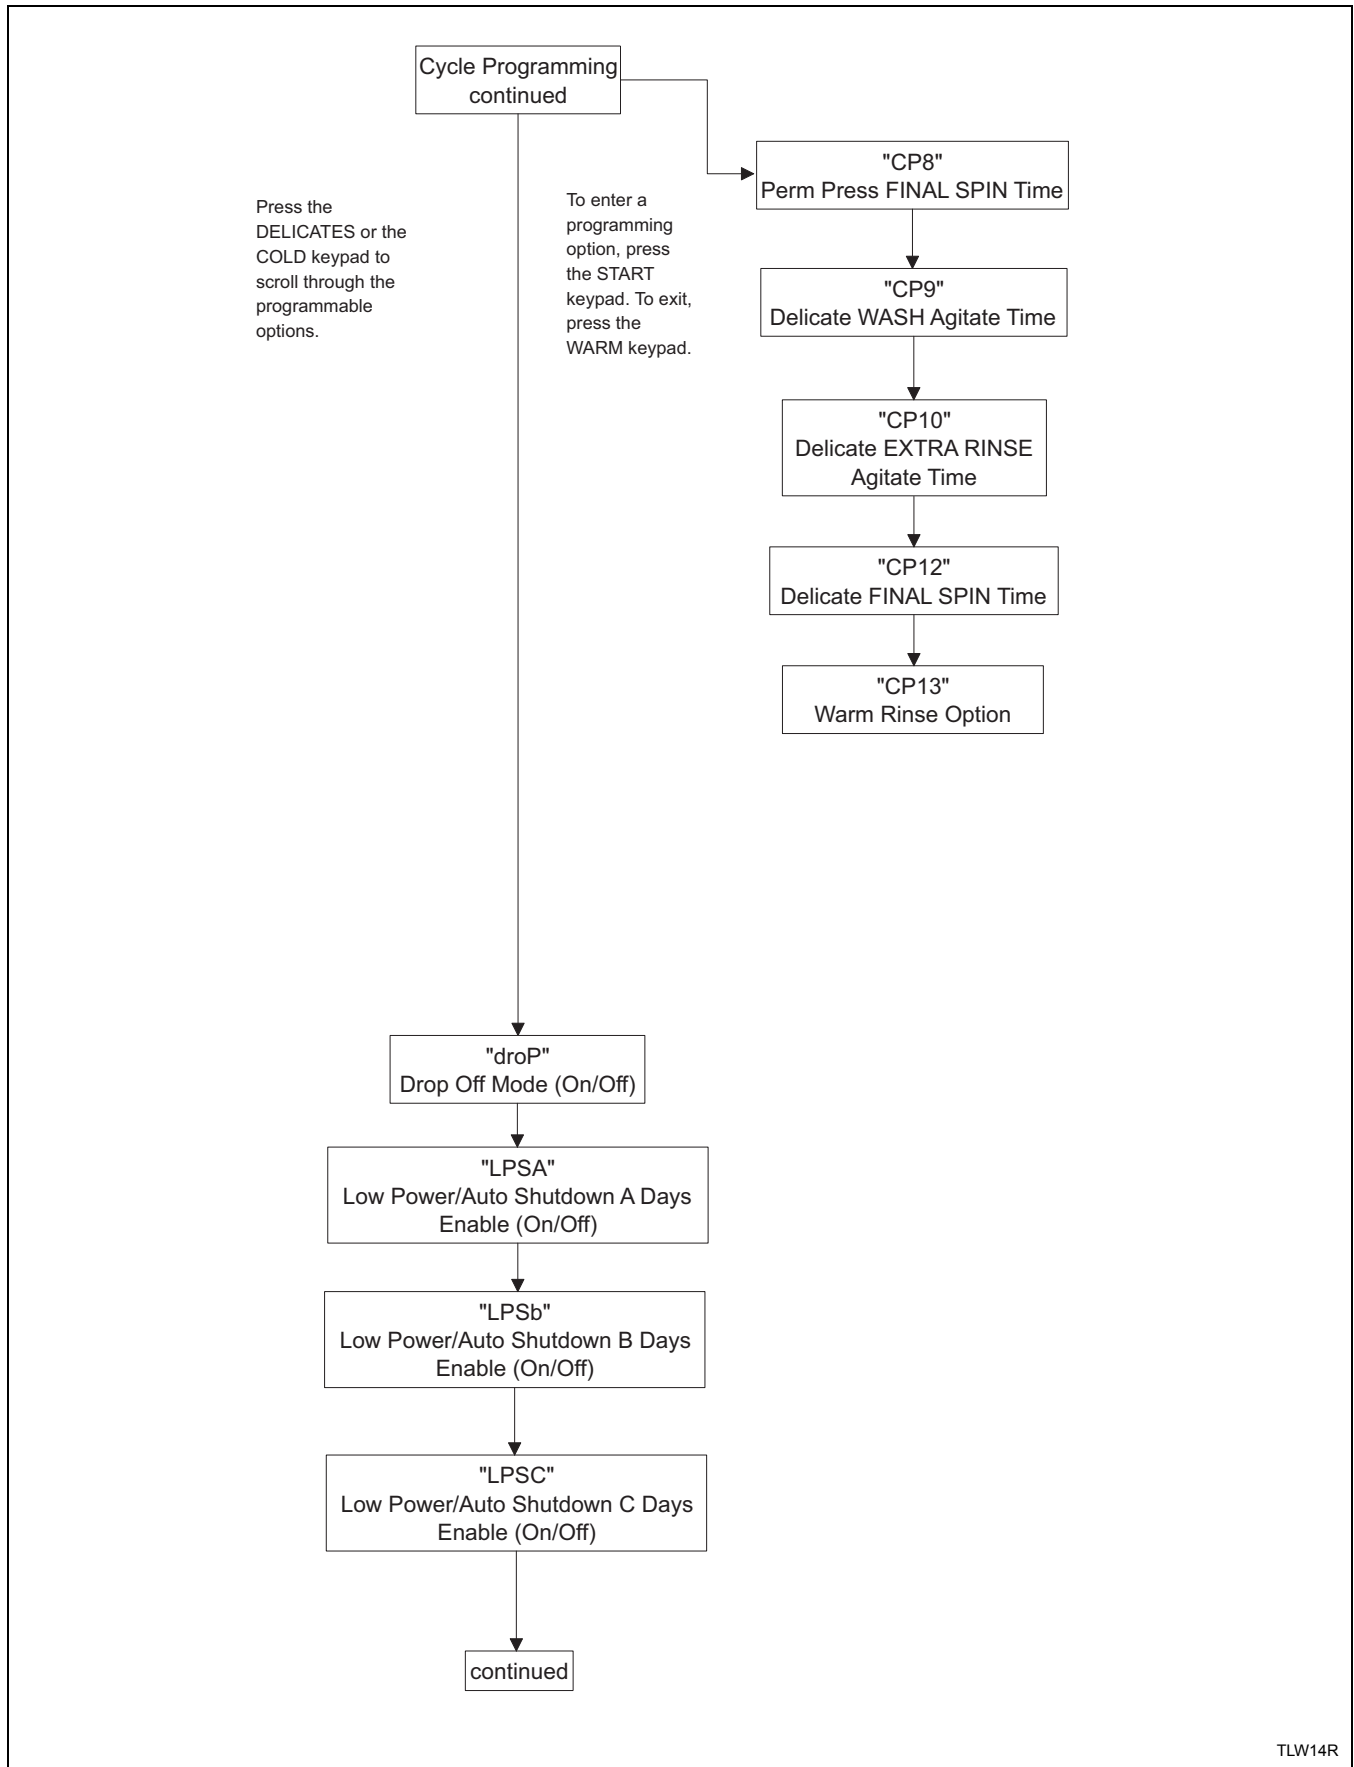 Cycle Programming
continued
"CP8"
Perm Press FINAL SPIN Time
Press the
DELICATES or the
COLD keypad to
scroll through the
programmable
options.
To enter a
programming
option, press
the START
keypad. To exit,
press the
WARM keypad.
"CP9"
Delicate WASH Agitate Time
"CP10"
Delicate EXTRA RINSE
Agitate Time
"CP12"
Delicate FINAL SPIN Time
"CP13"
Warm Rinse Option
"droP"
Drop Off Mode (On/Off)
"LPSA"
Low Power/Auto Shutdown A Days
Enable (On/Off)
"LPSb"
Low Power/Auto Shutdown B Days
Enable (On/Off)
"LPSC"
Low Power/Auto Shutdown C Days
Enable (On/Off)
continued
TLW14R